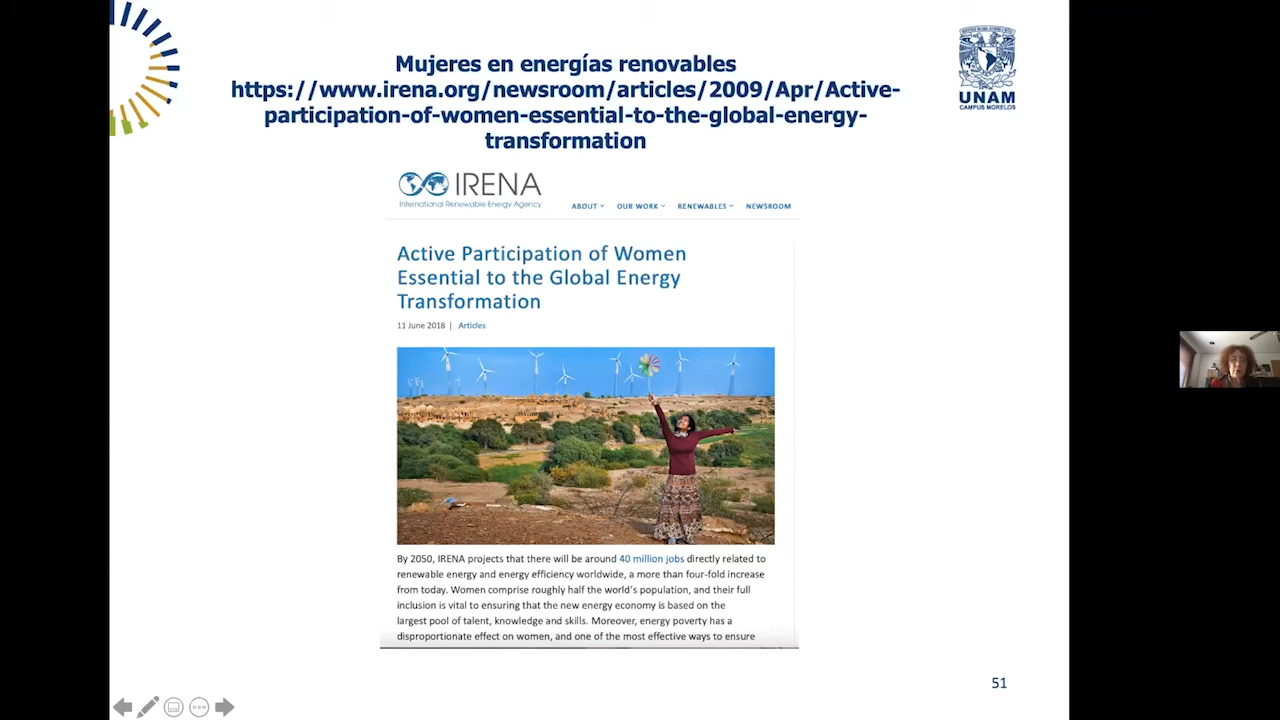 Mujeres en energías renovables
https://www.irena.org/newsroom/articles/2009/Apr/Active-
participation-of-women-essential-to-the-global-energy-
transformation
UNAM
CAMPUS MORELOS
IRENA
International Renewable Energy Agency
ABOUT OUR WORK RENEWABLES NEWSROOM
Active Participation of Women
Essential to the Global Energy
Transformation
11 June 2018 | Articles
By 2050, IRENA projects that there will be around 40 million jobs directly related to
renewable energy and energy efficiency worldwide, a more than four-fold increase
from today. Women comprise roughly half the world's population, and their full
inclusion is vital to ensuring that the new energy economy is based on the
largest pool of talent, knowledge and skills. Moreover, energy poverty has a
disproportionate effect on women, and one of the most effective ways to ensure
51